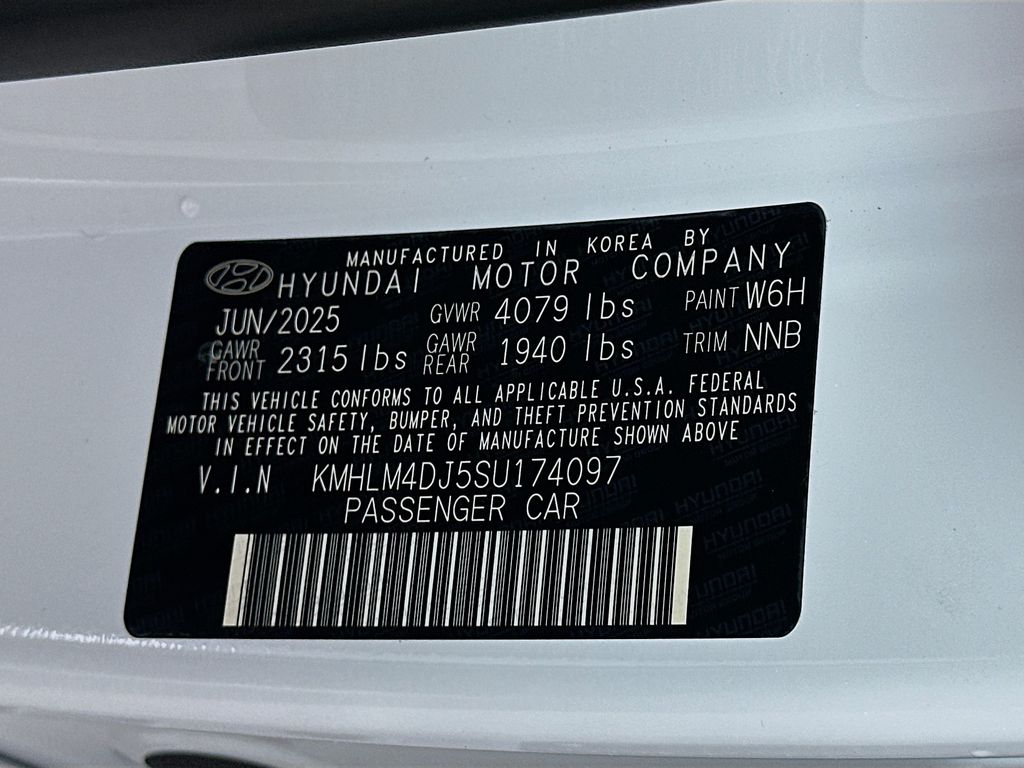 MANUFACTURED IN KOREA BY
HYUNDAI MOTOR COMPANY
JUN/2025 GVWR 4079 lbs PAINT W6H
GAWR FRONT 2315 lbs GAWR REAR 1940 lbs TRIM NNB
THIS VEHICLE CONFORMS TO ALL APPLICABLE U.S.A. FEDERAL
MOTOR VEHICLE SAFETY, BUMPER, AND THEFT PREVENTION STANDARDS
IN EFFECT ON THE DATE OF MANUFACTURE SHOWN ABOVE
V.I.N KMHLM4DJ5SU174097
PASSENGER CAR